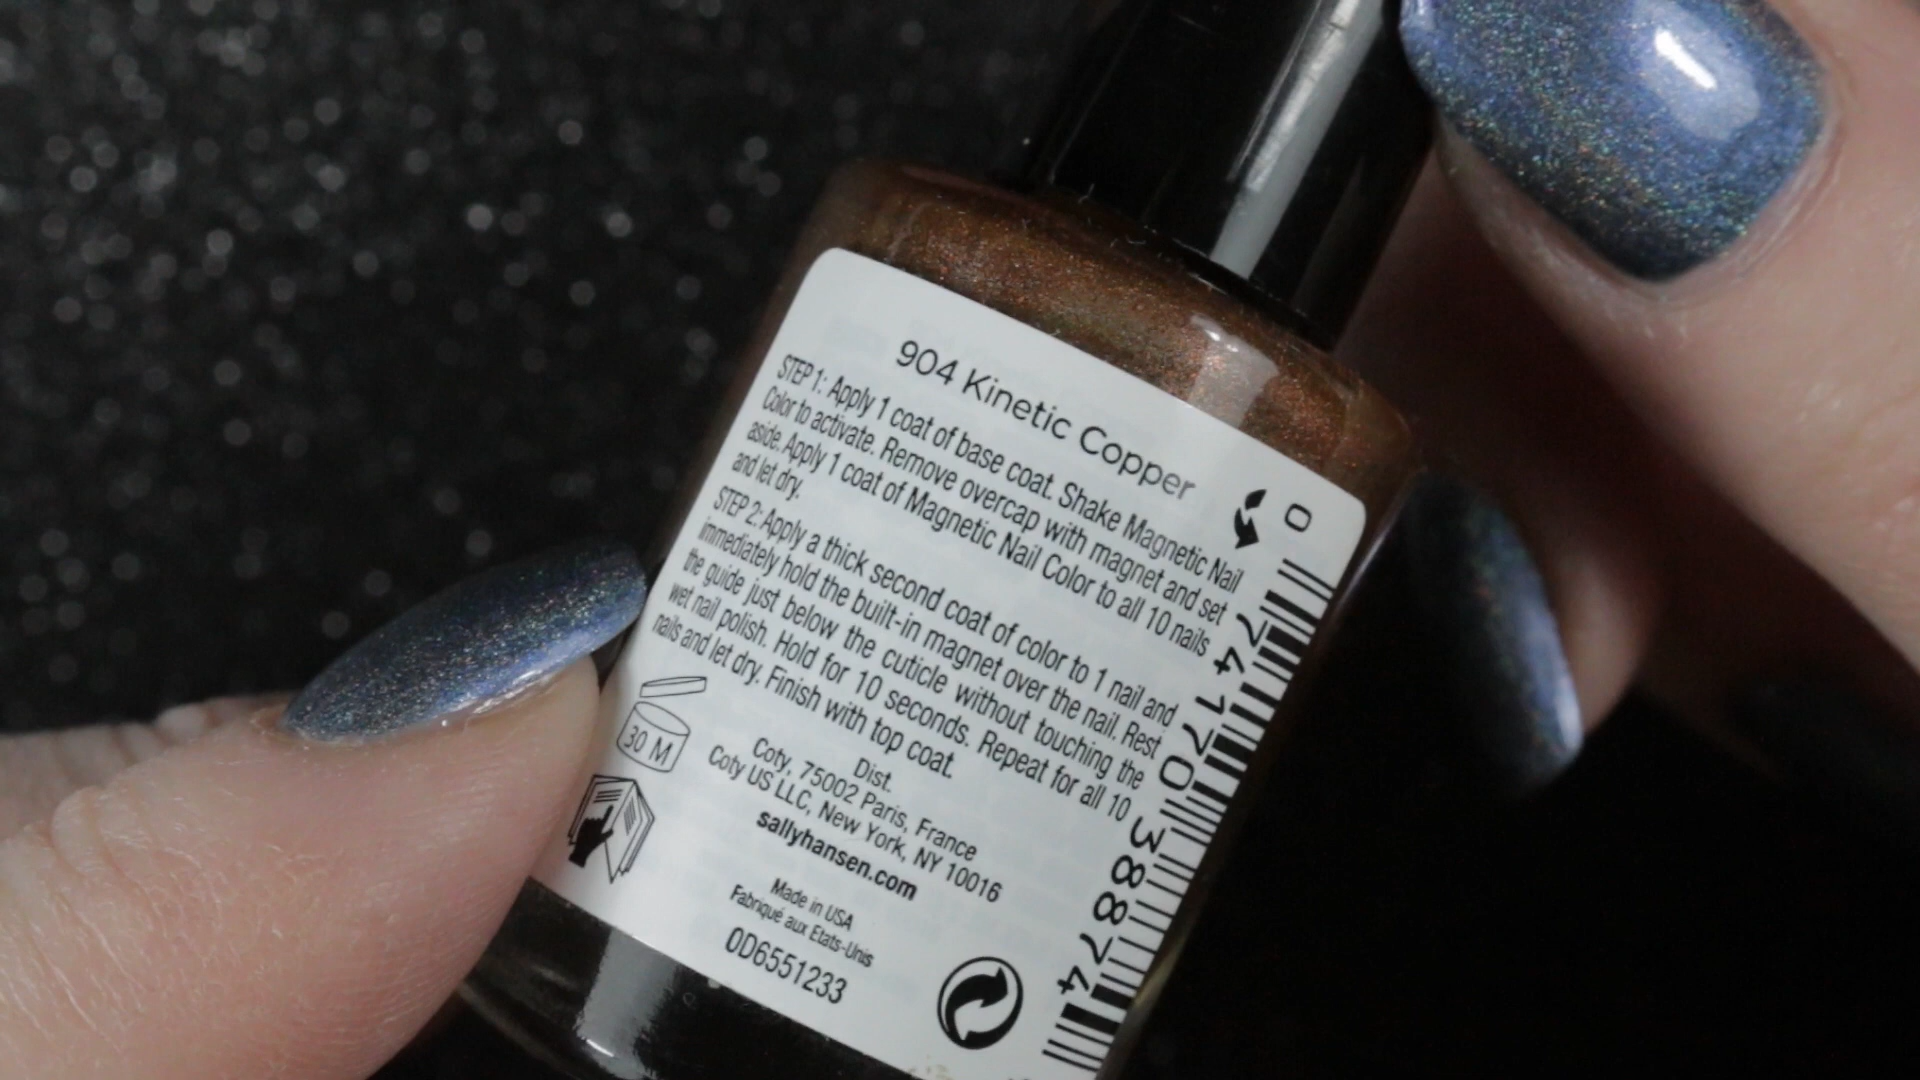 904 Kinetic Copper
STEP 1: Apply 1 coat of base coat. Shake Magnetic Nail
Color to activate. Remove overcap with magnet and set
aside. Apply 1 coat of Magnetic Nail Color to all 10 nails
and let dry.
STEP 2: Apply a thick second coat of color to 1 nail and
immediately hold the built-in magnet over the nail. Rest
the guide just below the cuticle without touching the
wet nail polish. Hold for 10 seconds. Repeat for all 10
nails and let dry. Finish with top coat.
30 M
Dist.
Coty, 75002 Paris, France
Coty US LLC, New York, NY 10016
sallyhansen.com
Made in USA
Fabriqué aux Etats-Unis
0D6551233
0 74170 38874